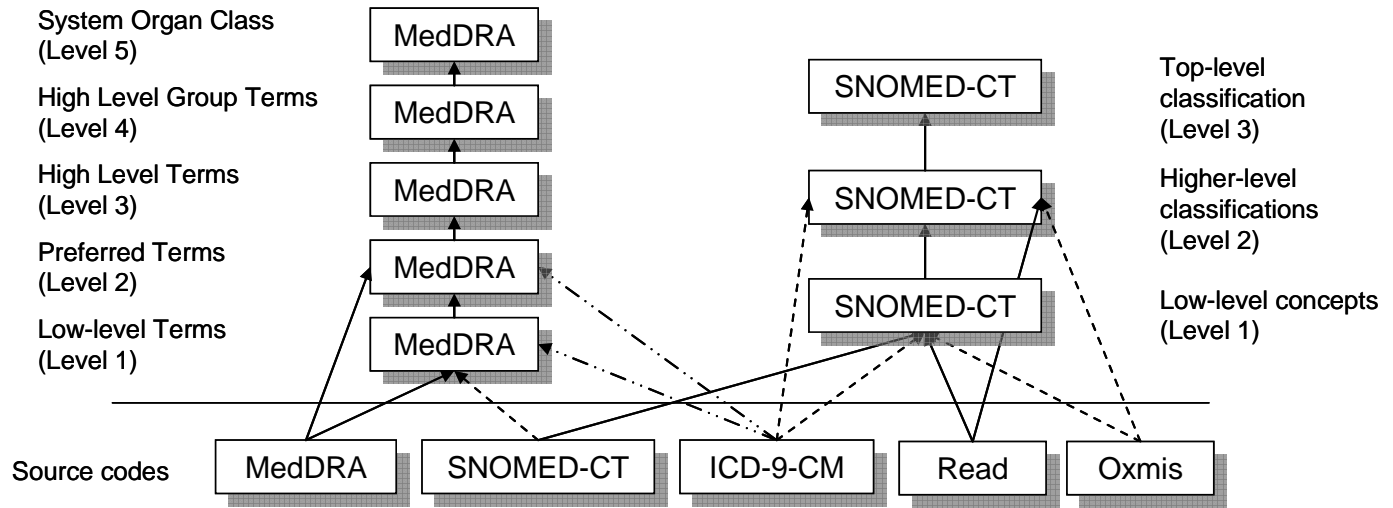 System Organ Class
(Level 5)
MedDRA
High Level Group Terms
(Level 4)
MedDRA
High Level Terms
(Level 3)
MedDRA
Preferred Terms
(Level 2)
MedDRA
Low-level Terms
(Level 1)
MedDRA
SNOMED-CT
Top-level
classification
(Level 3)
SNOMED-CT
Higher-level
classifications
(Level 2)
SNOMED-CT
Low-level concepts
(Level 1)
Source codes
MedDRA
SNOMED-CT
ICD-9-CM
Read
Oxmis